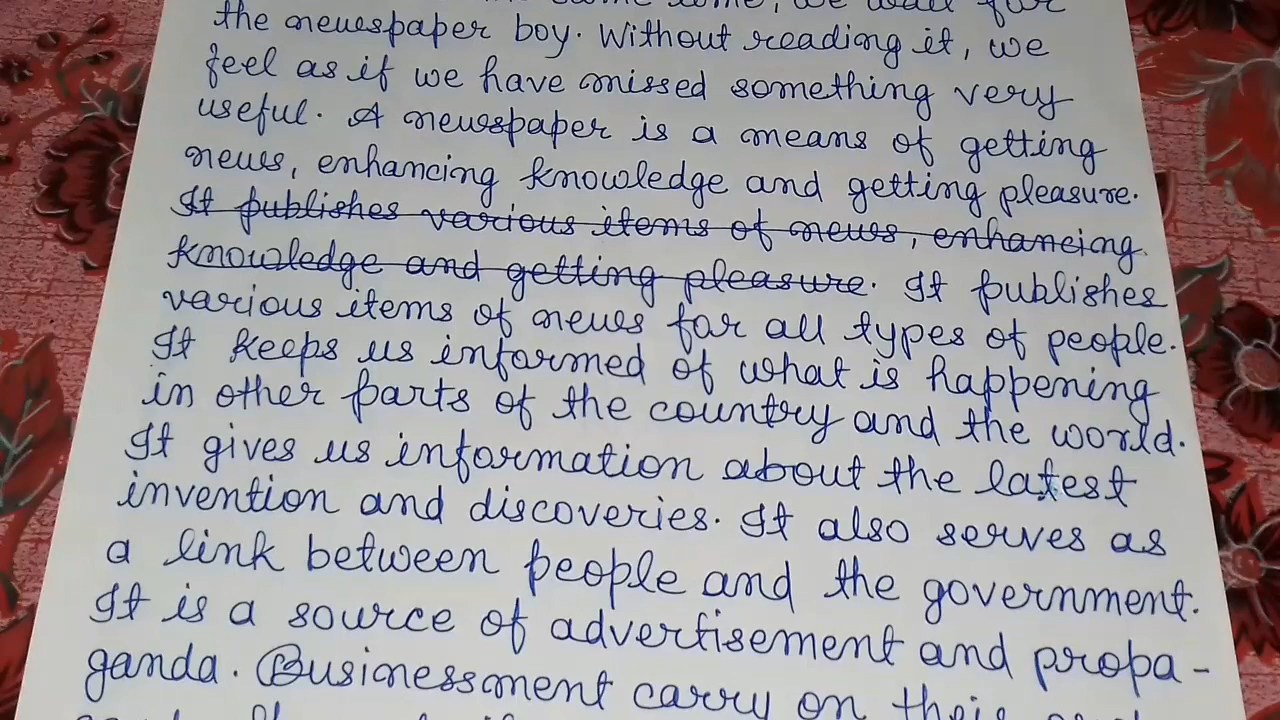 we wait for
the newspaper boy. Without reading it, we
feel as if we have missed something very
useful. A newspaper is a means of getting
news, enhancing knowledge and getting pleasure.
It publishes various items of news, enhancing
knowledge and getting pleasure. It publishes
various items of news for all types of people.
It keeps us informed of what is happening
in other parts of the country and the world.
It gives us information about the latest
invention and discoveries. It also serves as
a link between people and the government.
It is a source of advertisement and propa-
ganda. Businessment carry on their